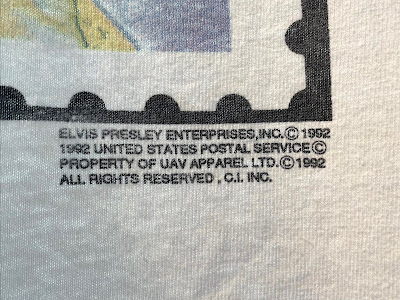 ELVIS PRESLEY ENTERPRISES,INC.© 1992
1992 UNITED STATES POSTAL SERVICE©
PROPERTY OF UAV APPAREL LTD.©1992
ALL RIGHTS RESERVED , C.I. INC.